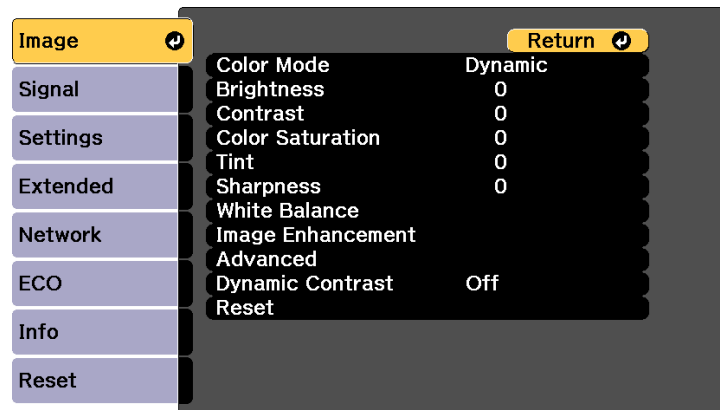 Image
Signal
Settings
Extended
Network
ECO
Info
Reset
Return
Color Mode Dynamic
Brightness 0
Contrast 0
Color Saturation 0
Tint 0
Sharpness 0
White Balance
Image Enhancement
Advanced
Dynamic Contrast Off
Reset